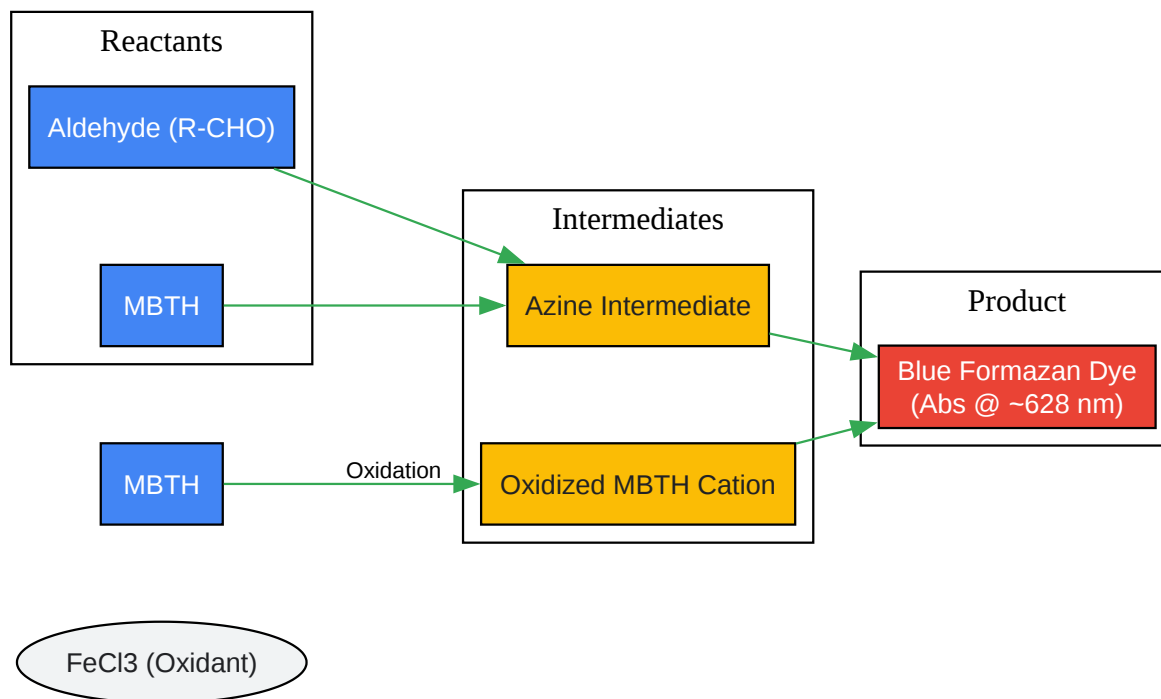 Reactants
Aldehyde (R-CHO)
MBTH
MBTH
Oxidation
Intermediates
Azine Intermediate
Oxidized MBTH Cation
Product
Blue Formazan Dye
(Abs @ ~628 nm)
FeCl3 (Oxidant)